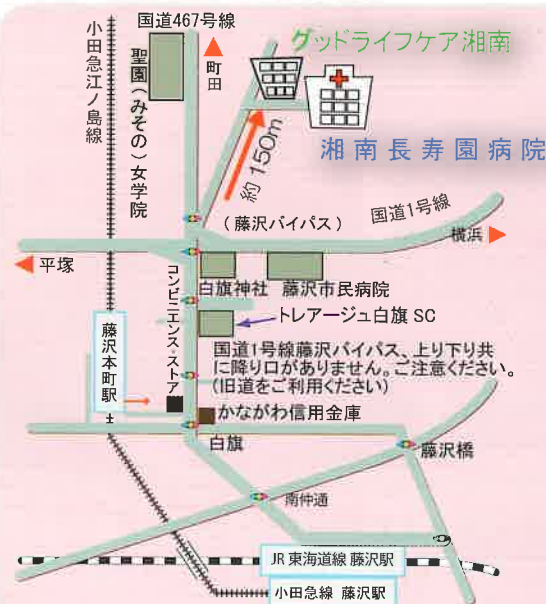 国道467号線
町田
小田急江ノ島線
聖園（みその）女学院
グッドライフケア湘南
湘南長寿園病院
約150m
（藤沢バイパス）
国道1号線
横浜
平塚
白旗神社
藤沢市民病院
コンビニエンス・ストア
トレアージュ白旗 SC
国道1号線藤沢バイパス、上り下り共
に降り口がありません。ご注意ください。
(旧道をご利用ください)
藤沢本町駅
かながわ信用金庫
白旗
藤沢橋
南仲通
JR 東海道線 藤沢駅
小田急線 藤沢駅